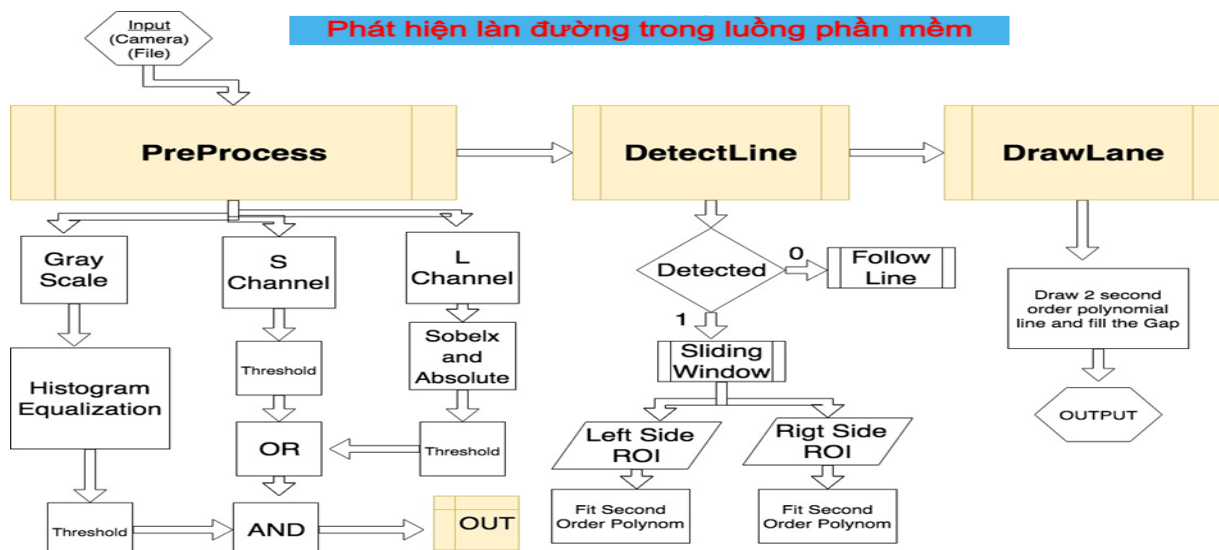 Input
(Camera)
(File)
Phát hiện làn đường trong luồng phần mềm
PreProcess
DetectLine
DrawLane
Gray
Scale
S
Channel
L
Channel
Detected
0
Follow
Line
1
Draw 2 second
order polynomial
line and fill the Gap
Histogram
Equalization
Threshold
Sobelx
and
Absolute
Sliding
Window
OUTPUT
OR
Threshold
Left Side
ROI
Rigt Side
ROI
Threshold
AND
OUT
Fit Second
Order Polynom
Fit Second
Order Polynom